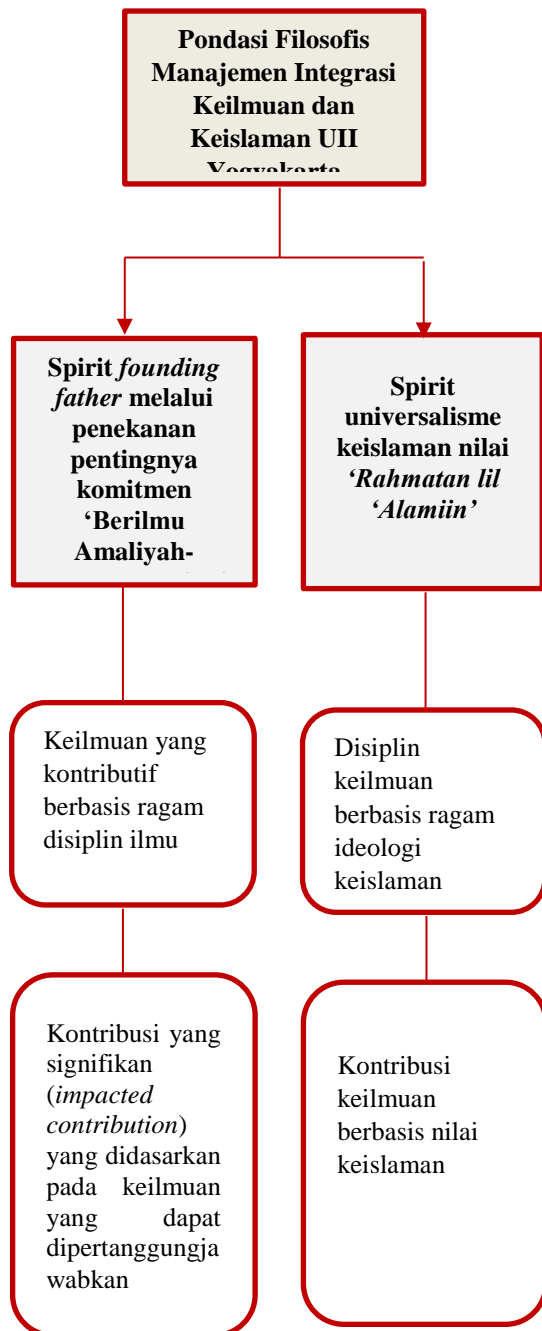 Pondasi Filosofis
Manajemen Integrasi
Keilmuan dan
Keislaman UII
Yogyakarta
Spirit founding
father melalui
penekanan
pentingnya
komitmen
‘Berilmu
Amaliyah-
Spirit
universalisme
keislaman nilai
‘Rahmatan lil
‘Alamiin’
Keilmuan yang
kontributif
berbasis ragam
disiplin ilmu
Disiplin
keilmuan
berbasis ragam
ideologi
keislaman
Kontribusi yang
signifikan
(impacted
contribution)
yang didasarkan
pada keilmuan
yang dapat
dipertanggungja
wabkan
Kontribusi
keilmuan
berbasis nilai
keislaman